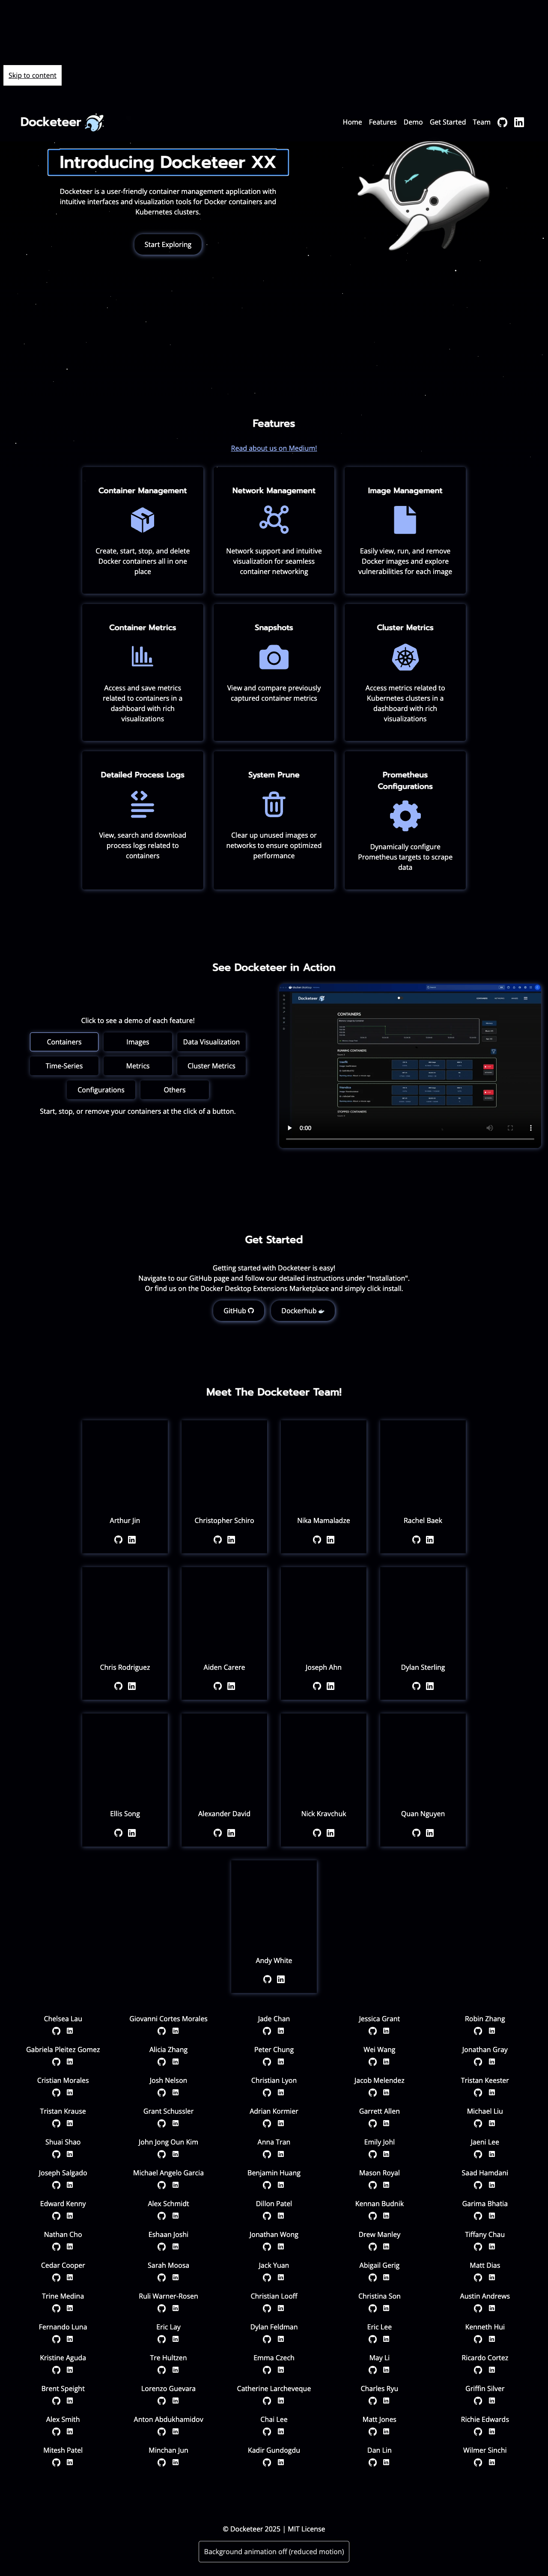 Skip to content
Docketeer
Home Features Demo Get Started Team
Introducing Docketeer XX
Docketeer is a user-friendly container management application with
intuitive interfaces and visualization tools for Docker containers and
Kubernetes clusters.
Start Exploring
Features
Read about us on Medium!
Container Management
Create, start, stop, and delete
Docker containers all in one
place
Network Management
Network support and intuitive
visualization for seamless
container networking
Image Management
Easily view, run, and remove
Docker images and explore
vulnerabilities for each image
Container Metrics
Access and save metrics
related to containers in a
dashboard with rich
visualizations
Snapshots
View and compare previously
captured container metrics
Cluster Metrics
Access metrics related to
Kubernetes clusters in a
dashboard with rich
visualizations
Detailed Process Logs
View, search and download
process logs related to
containers
System Prune
Clear up unused images or
networks to ensure optimized
performance
Prometheus
Configurations
Dynamically configure
Prometheus targets to scrape
data
See Docketeer in Action
Click to see a demo of each feature!
Containers Images Data Visualization
Time-Series Metrics Cluster Metrics
Configurations Others
Start, stop, or remove your containers at the click of a button.
Docketeer
CONTAINERS
RUNNING CONTAINERS
STOPPED CONTAINERS
0:00
Get Started
Getting started with Docketeer is easy!
Navigate to our GitHub page and follow our detailed instructions under "Installation".
Or find us on the Docker Desktop Extensions Marketplace and simply click install.
GitHub Dockerhub
Meet The Docketeer Team!
Arthur Jin Christopher Schiro Nika Mamaladze Rachel Baek
Chris Rodriguez Aiden Carere Joseph Ahn Dylan Sterling
Ellis Song Alexander David Nick Kravchuk Quan Nguyen
Andy White
Chelsea Lau Giovanni Cortes Morales Jade Chan Jessica Grant Robin Zhang
Gabriela Pleitez Gomez Alicia Zhang Peter Chung Wei Wang Jonathan Gray
Cristian Morales Josh Nelson Christian Lyon Jacob Melendez Tristan Keester
Tristan Krause Grant Schussler Adrian Kormier Garrett Allen Michael Liu
Shuai Shao John Jong Oun Kim Anna Tran Emily Johl Jaeni Lee
Joseph Salgado Michael Angelo Garcia Benjamin Huang Mason Royal Saad Hamdani
Edward Kenny Alex Schmidt Dillon Patel Kennan Budnik Garima Bhatia
Nathan Cho Eshaan Joshi Jonathan Wong Drew Manley Tiffany Chau
Cedar Cooper Sarah Moosa Jack Yuan Abigail Gerig Matt Dias
Trine Medina Ruli Warner-Rosen Christian Looff Christina Son Austin Andrews
Fernando Luna Eric Lay Dylan Feldman Eric Lee Kenneth Hui
Kristine Aguda Tre Hultzen Emma Czech May Li Ricardo Cortez
Brent Speight Lorenzo Guevara Catherine Larcheveque Charles Ryu Griffin Silver
Alex Smith Anton Abdukhamidov Chai Lee Matt Jones Richie Edwards
Mitesh Patel Minchan Jun Kadir Gundogdu Dan Lin Wilmer Sinchi
© Docketeer 2025 | MIT License
Background animation off (reduced motion)